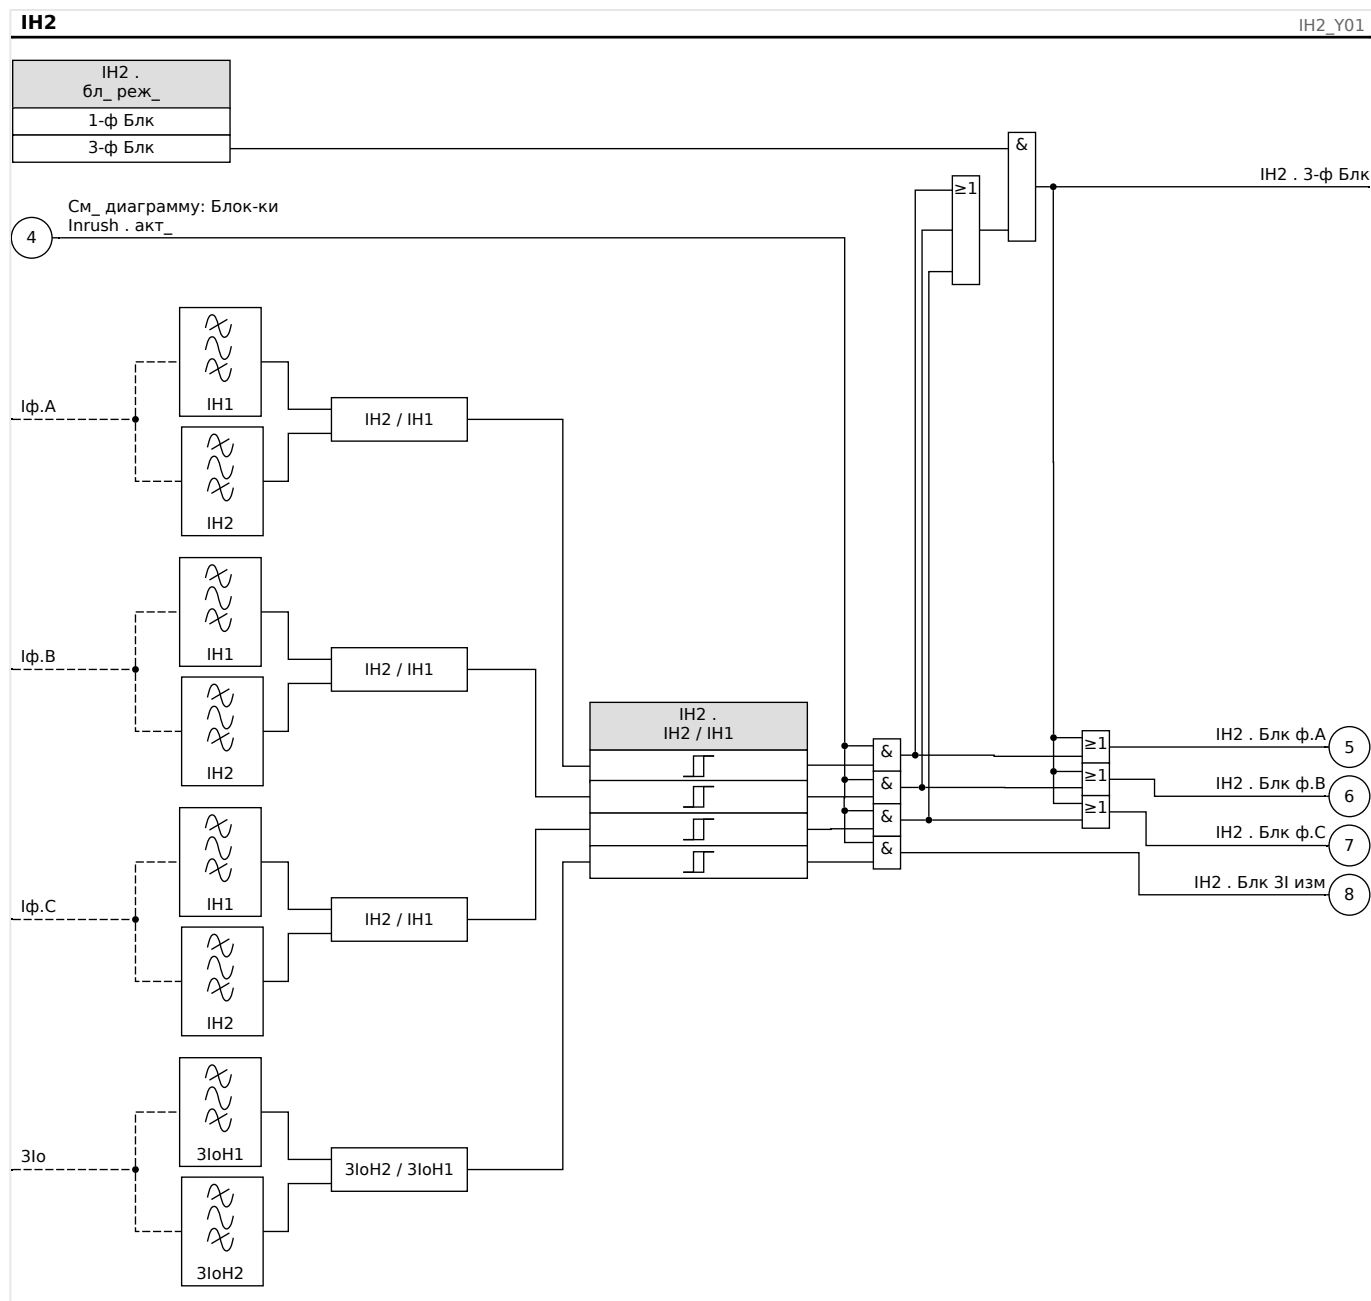 IH2
IH2_Y01
IH2 .
бл_ реж_
1-ф Блк
3-ф Блк
&
≥1
IH2 . 3-ф Блк
См_ диаграмму: Блок-ки
Inrush . акт_
4
IH1
Iф.A
IH2 / IH1
IH2
IH1
Iф.B
IH2 / IH1
IH2
IH2 .
IH2 / IH1
&
&
&
&
≥1
≥1
≥1
IH2 . Блк ф.A
5
IH2 . Блк ф.B
6
IH2 . Блк ф.C
7
IH2 . Блк 3I изм
8
IH1
Iф.C
IH2 / IH1
IH2
3IoH1
3Io
3IoH2 / 3IoH1
3IoH2